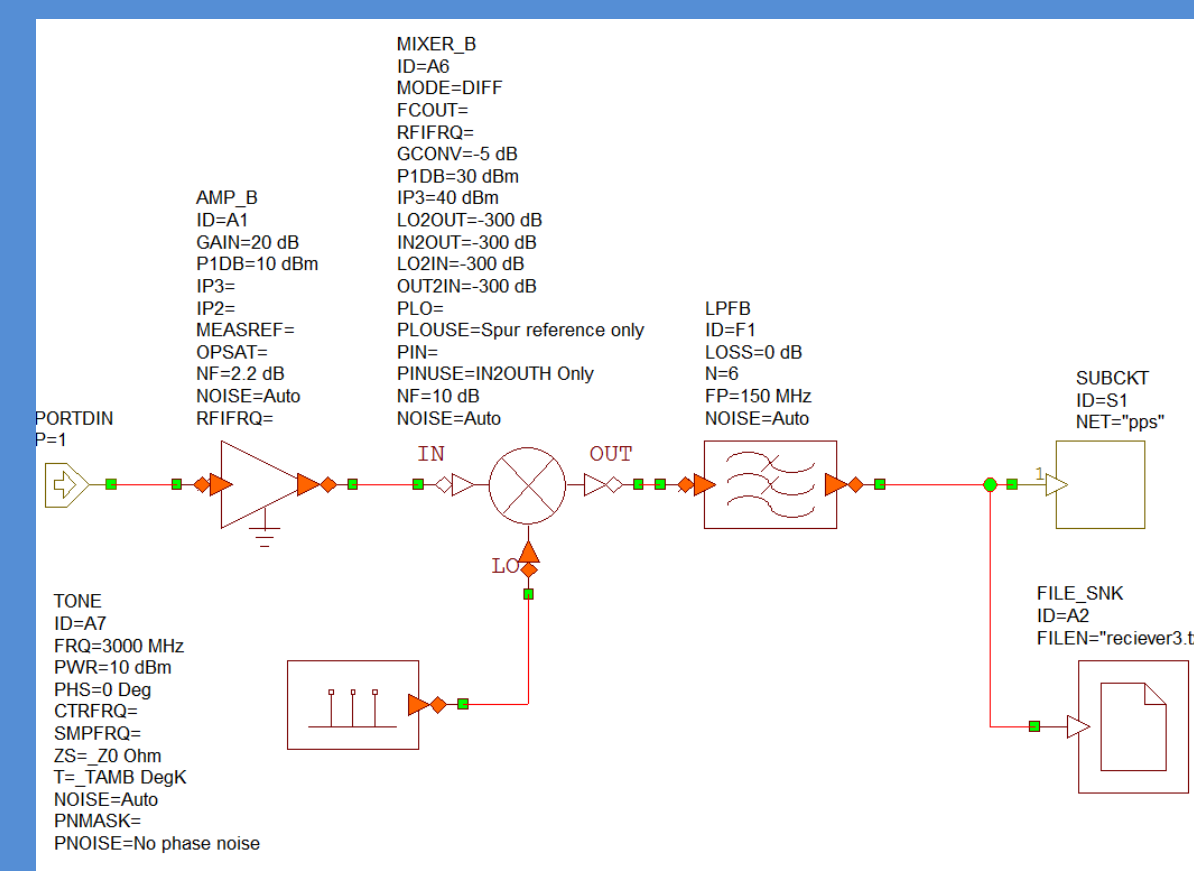 MIXER_B
ID=A6
MODE=DIFF
FCOUT=
RFIFRQ=
GCONV=-5 dB
P1DB=30 dBm
IP3=40 dBm
LO2OUT=-300 dB
IN2OUT=-300 dB
LO2IN=-300 dB
OUT2IN=-300 dB
PLO=
PLOUSE=Spur reference only
PIN=
PINUSE=IN2OUTH Only
NF=10 dB
NOISE=Auto
AMP_B
ID=A1
GAIN=20 dB
P1DB=10 dBm
IP3=
IP2=
MEASREF=
OPSAT=
NF=2.2 dB
NOISE=Auto
RFIFRQ=
LPFB
ID=F1
LOSS=0 dB
N=6
FP=150 MHz
NOISE=Auto
SUBCKT
ID=S1
NET="pps"
PORTDIN
P=1
IN
OUT
1
LO
TONE
ID=A7
FRQ=3000 MHz
PWR=10 dBm
PHS=0 Deg
CTRFRQ=
SMPFRQ=
ZS=_Z0 Ohm
T=_TAMB DegK
NOISE=Auto
PNMASK=
PNOISE=No phase noise
FILE_SNK
ID=A2
FILEN="reciever3.t